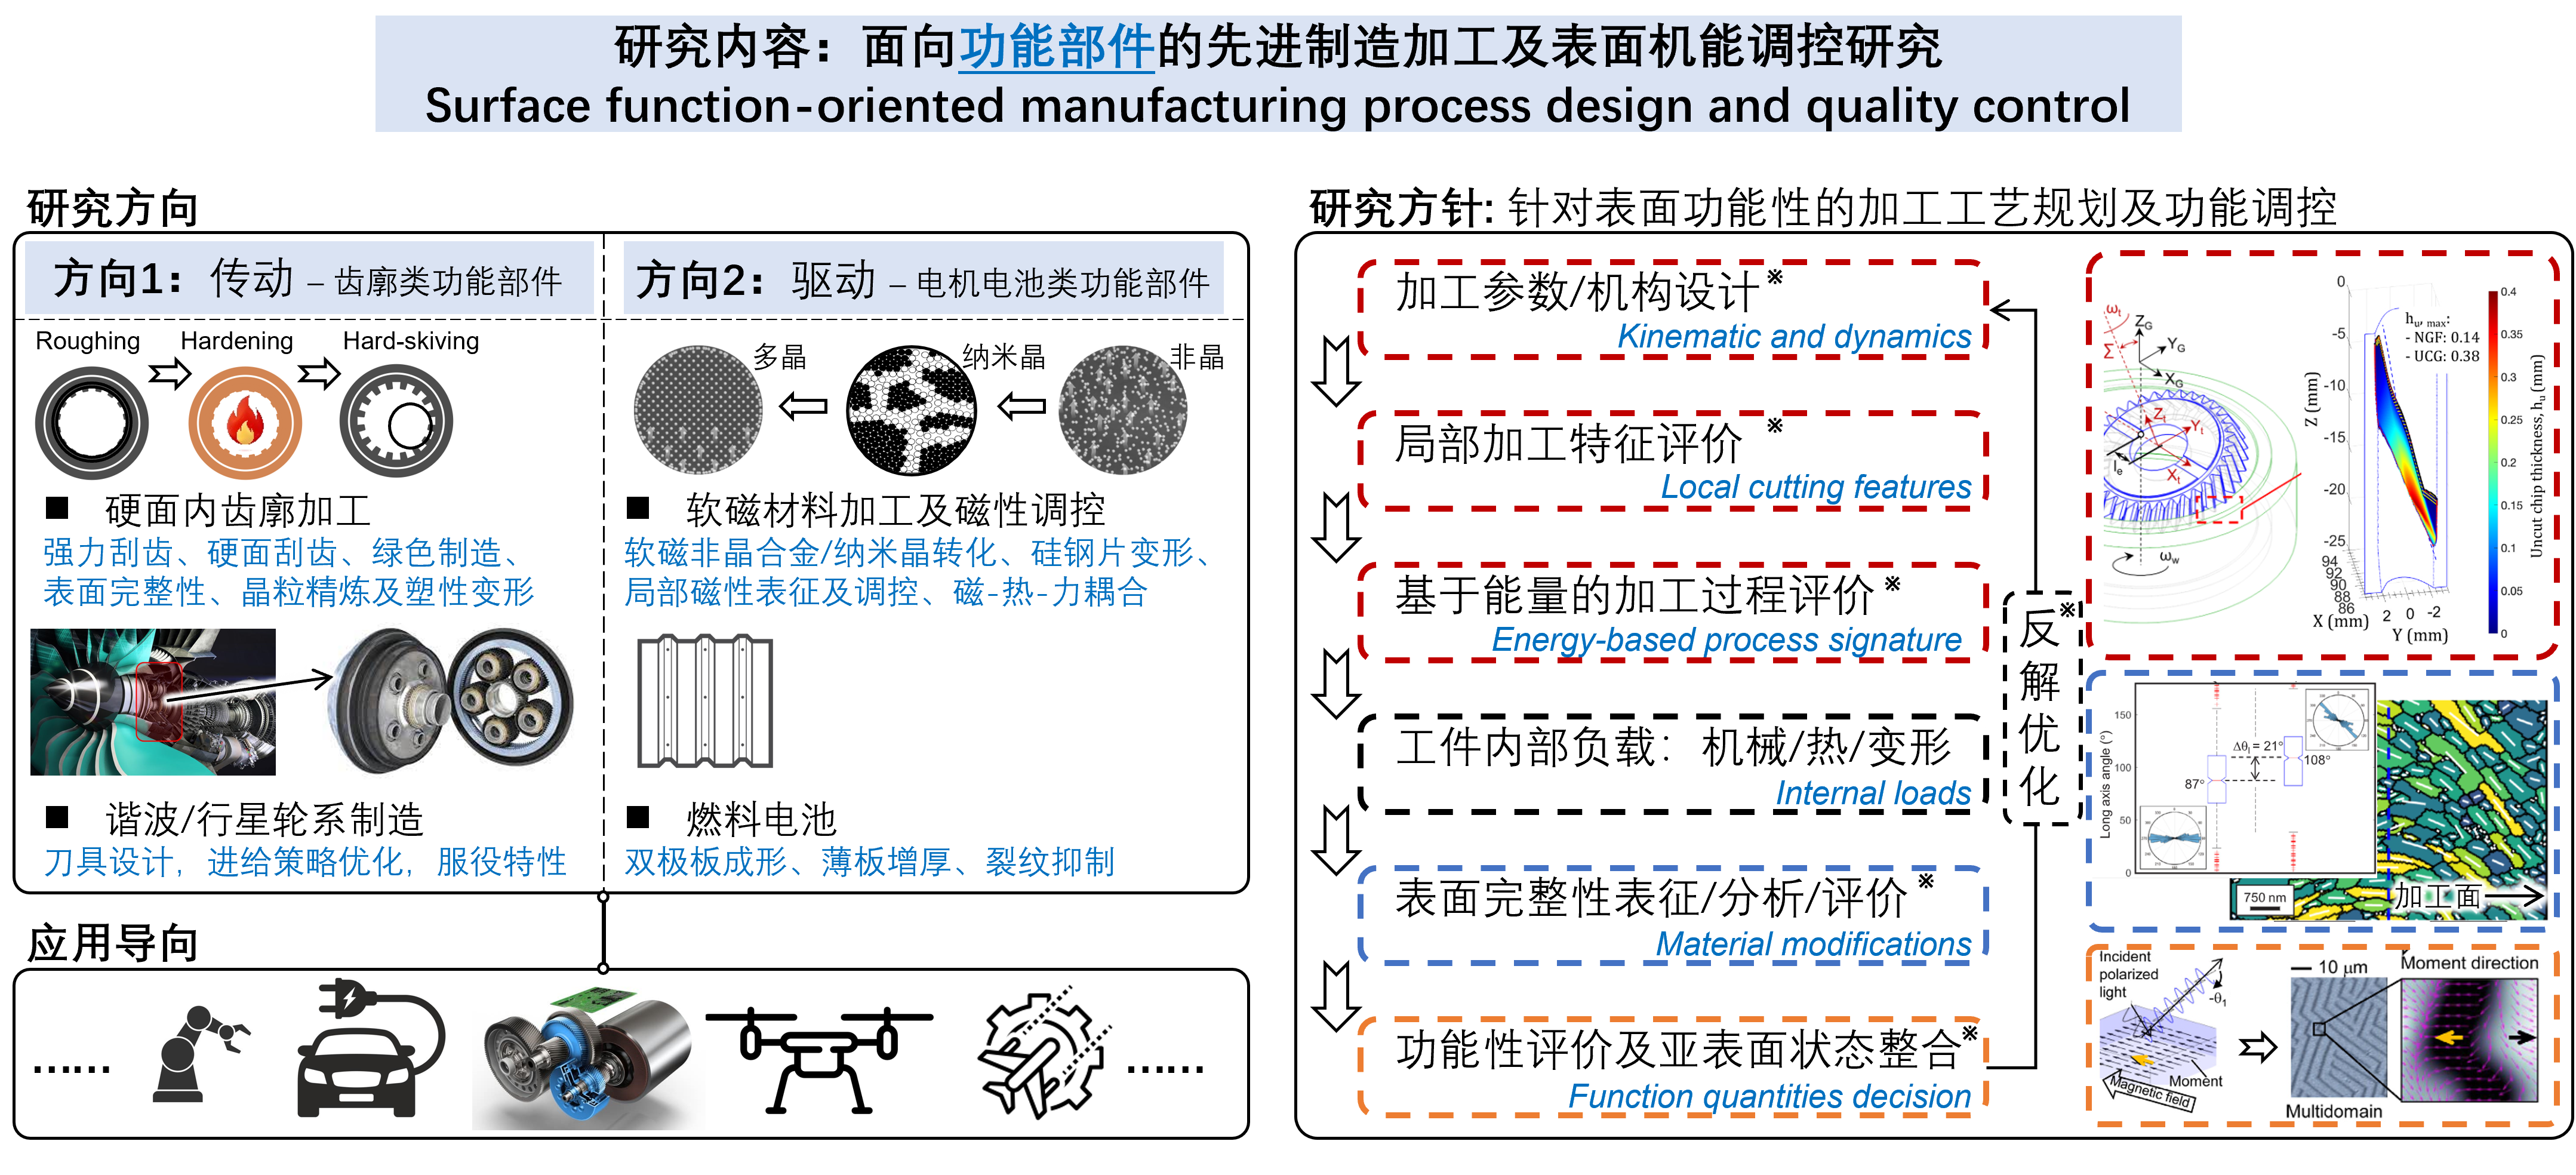 研究内容：面向功能部件的先进制造加工及表面机能调控研究
Surface function-oriented manufacturing process design and quality control
研究方向
方向1：传动 – 齿廓类功能部件
Roughing
Hardening
Hard-skiving
硬面内齿廓加工
强力刮齿、硬面刮齿、绿色制造、
表面完整性、晶粒精炼及塑性变形
谐波/行星轮系制造
刀具设计，进给策略优化，服役特性
方向2：驱动 – 电机电池类功能部件
多晶
纳米晶
非晶
软磁材料加工及磁性调控
软磁非晶合金/纳米晶转化、硅钢片变形、
局部磁性表征及调控、磁-热-力耦合
燃料电池
双极板成形、薄板增厚、裂纹抑制
应用导向
……
……
研究方针: 针对表面功能性的加工工艺规划及功能调控
加工参数/机构设计※
Kinematic and dynamics
局部加工特征评价※
Local cutting features
基于能量的加工过程评价※
Energy-based process signature
工件内部负载：机械/热/变形
Internal loads
表面完整性表征/分析/评价※
Material modifications
功能性评价及亚表面状态整合※
Function quantities decision
反解优化※
ωt
Σ
ZG
YG
XG
Zt
Yt
Xt
le
ωw
hu, max:
- NGF: 0.14
- UCG: 0.38
Z (mm)
0
-5
-10
-15
-20
-25
94
92
90
88
86
X (mm)
2
0
-2
Y (mm)
0.4
0.35
0.3
0.25
0.2
0.15
0.1
0.05
0
Uncut chip thickness, hu (mm)
Long axis angle (°)
150
100
50
0
87°
Δθl = 21°
108°
750 nm
加工面
Incident
polarized
light
-θ1
Moment
Magnetic field
10 μm
Multidomain
Moment direction